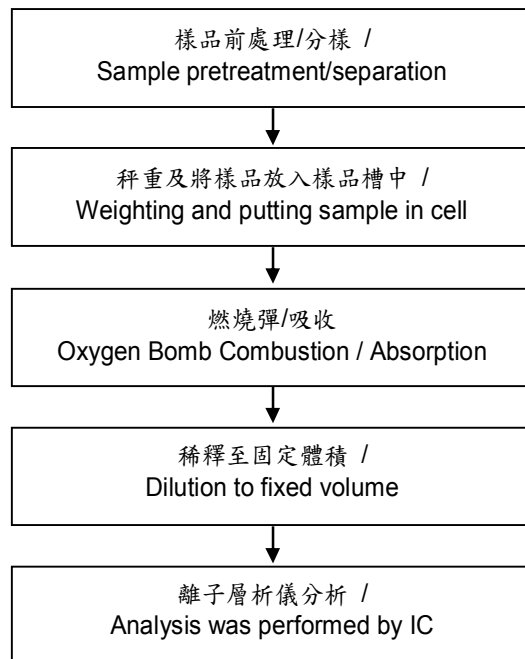 樣品前處理/分樣 /
Sample pretreatment/separation
秤重及將樣品放入樣品槽中 /
Weighting and putting sample in cell
燃燒彈/吸收
Oxygen Bomb Combustion / Absorption
稀釋至固定體積 /
Dilution to fixed volume
離子層析儀分析 /
Analysis was performed by IC